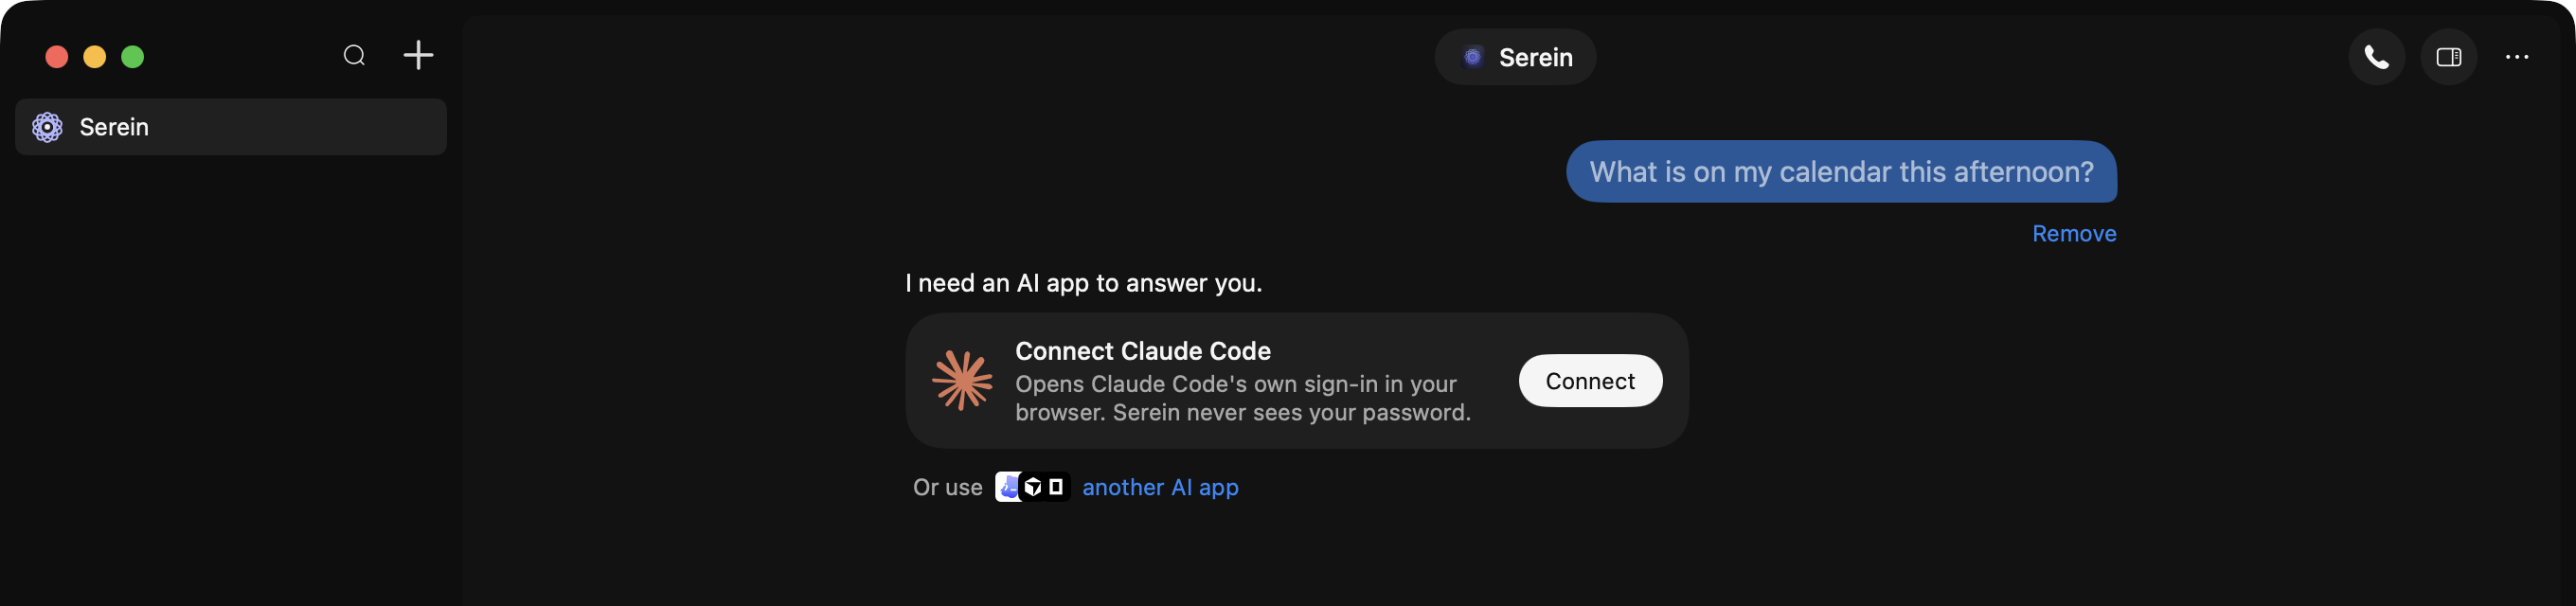 Serein
Serein
What is on my calendar this afternoon?
Remove
I need an AI app to answer you.
Connect Claude Code
Opens Claude Code's own sign-in in your
browser. Serein never sees your password.
Connect
Or use another AI app